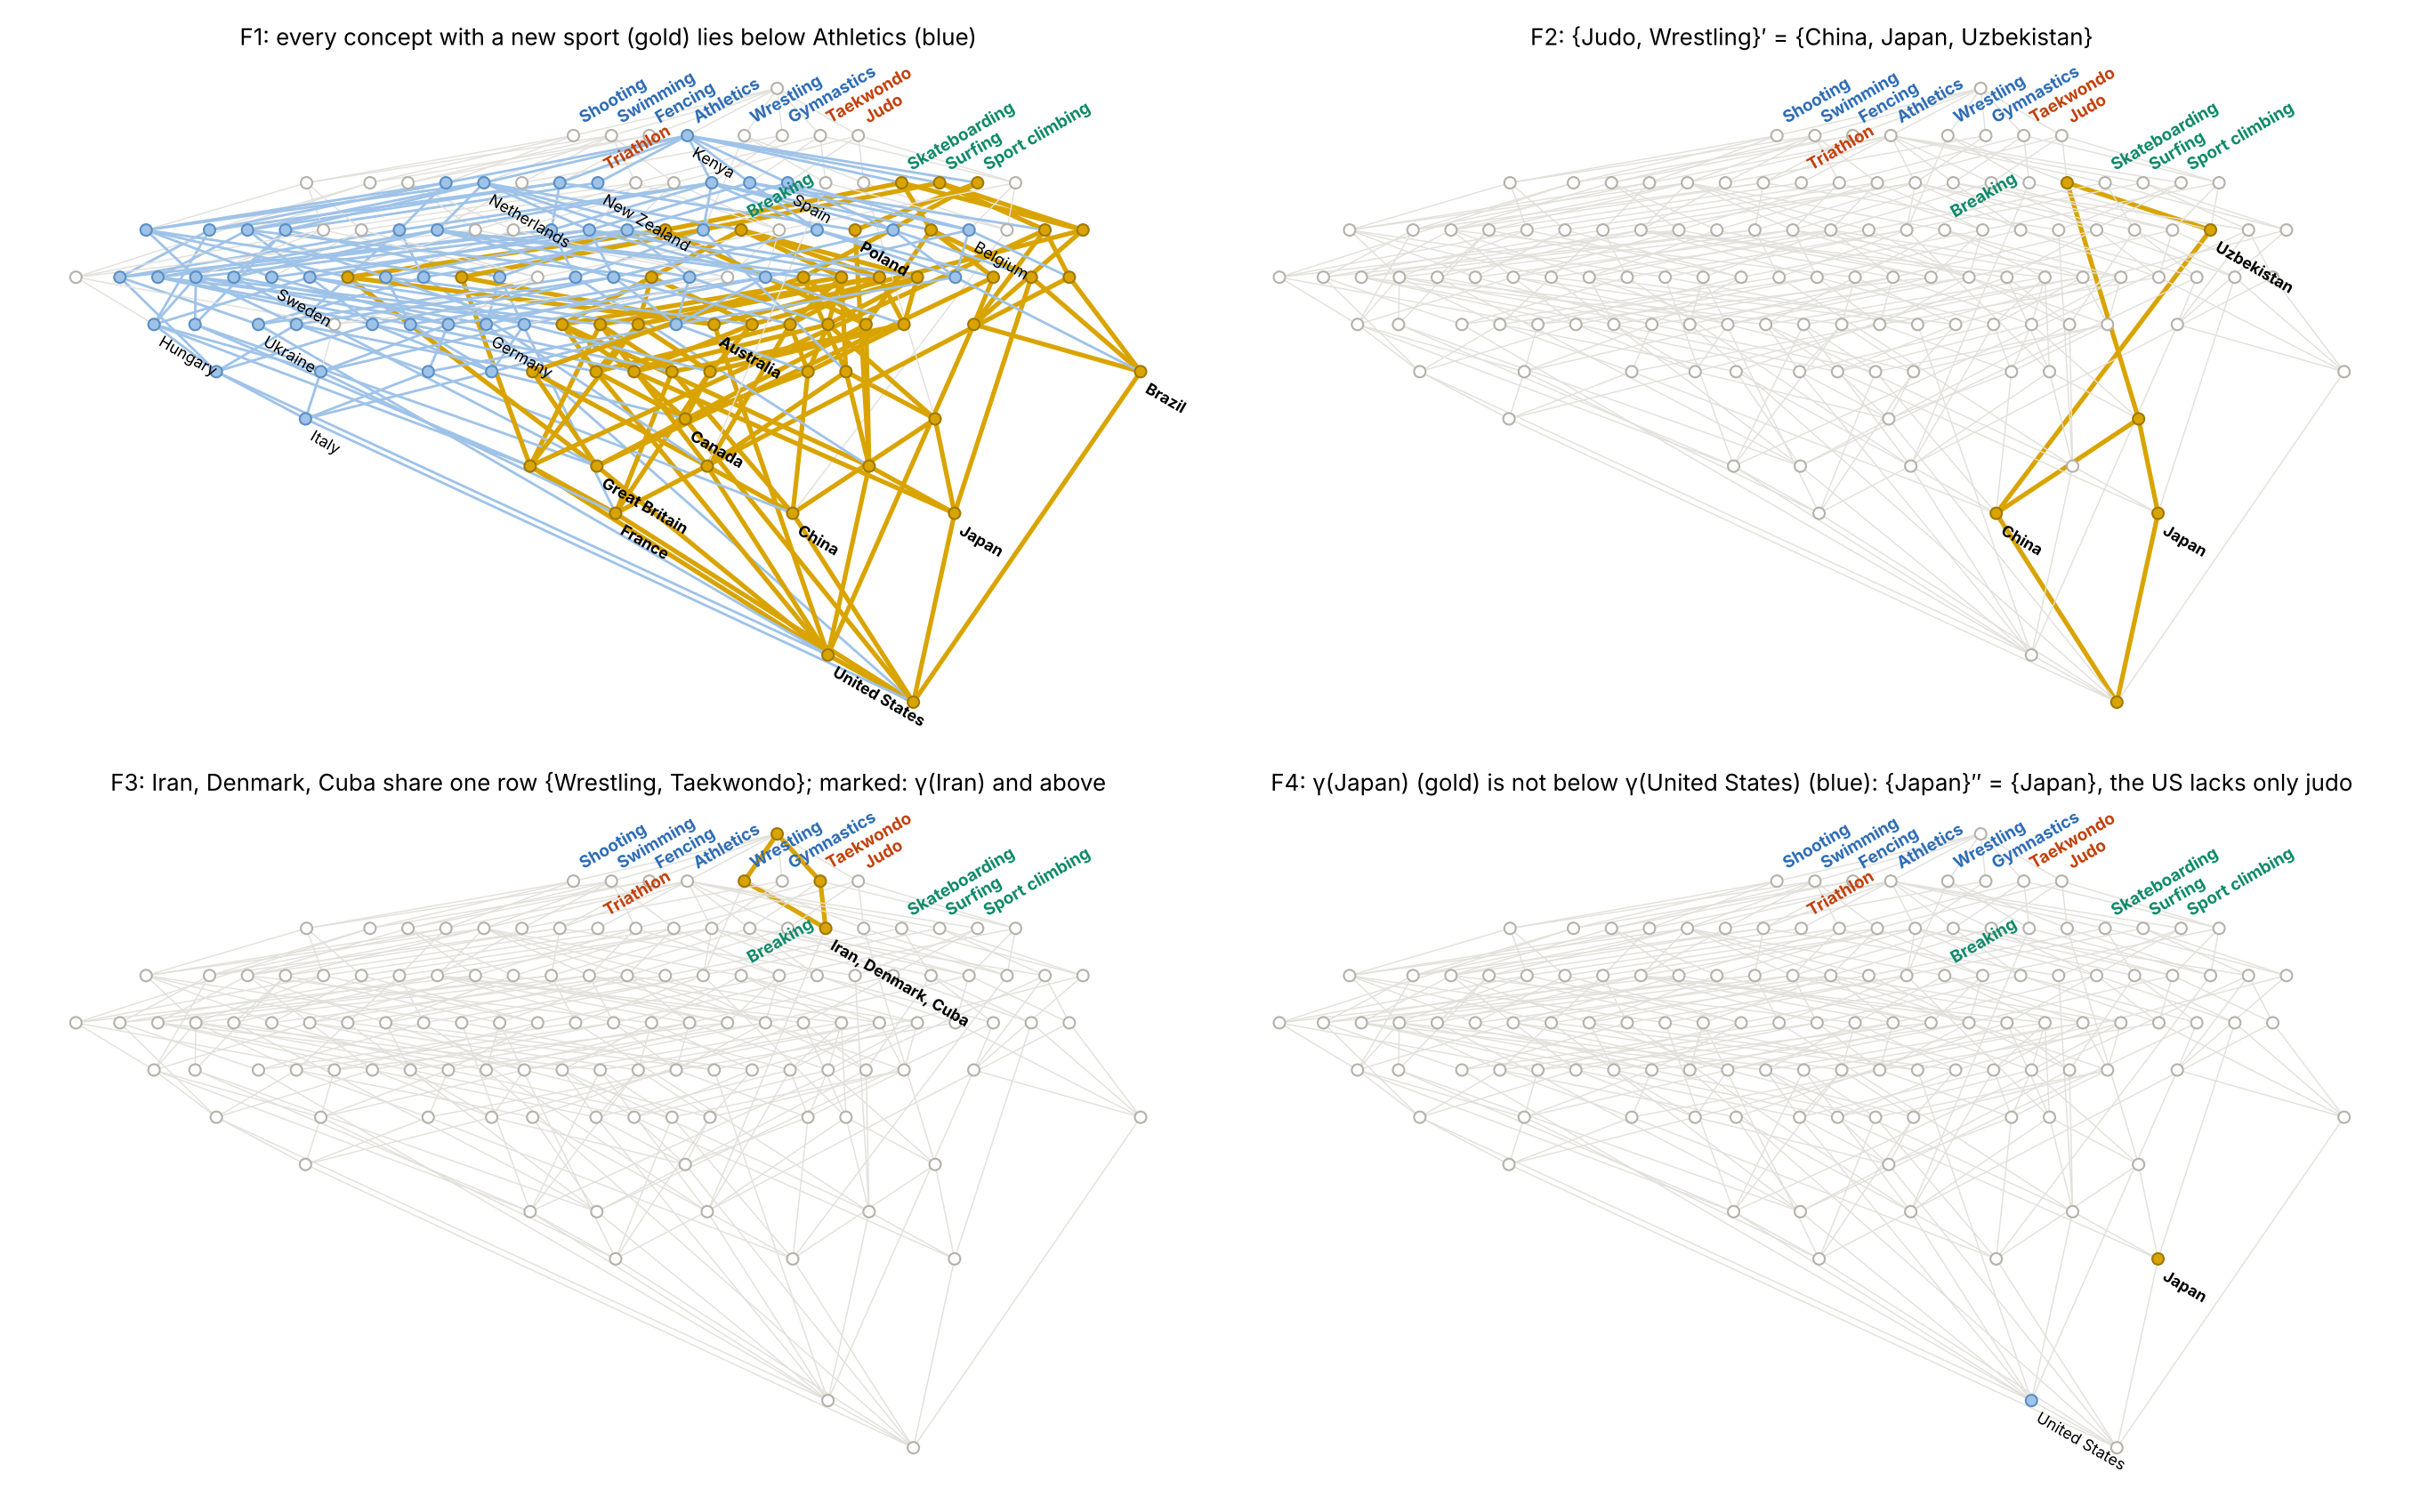 F1: every concept with a new sport (gold) lies below Athletics (blue)
Shooting
Swimming
Fencing
Athletics
Wrestling
Gymnastics
Taekwondo
Judo
Triathlon
Skateboarding
Surfing
Sport climbing
Breaking
Kenya
Netherlands
New Zealand
Spain
Poland
Belgium
Sweden
Hungary
Ukraine
Germany
Australia
Brazil
Italy
Canada
Great Britain
France
China
Japan
United States
F2: {Judo, Wrestling}′ = {China, Japan, Uzbekistan}
Shooting
Swimming
Fencing
Athletics
Wrestling
Gymnastics
Taekwondo
Judo
Triathlon
Skateboarding
Surfing
Sport climbing
Breaking
Uzbekistan
China
Japan
F3: Iran, Denmark, Cuba share one row {Wrestling, Taekwondo}; marked: γ(Iran) and above
Shooting
Swimming
Fencing
Athletics
Wrestling
Gymnastics
Taekwondo
Judo
Triathlon
Skateboarding
Surfing
Sport climbing
Breaking
Iran, Denmark, Cuba
F4: γ(Japan) (gold) is not below γ(United States) (blue): {Japan}′′ = {Japan}, the US lacks only judo
Shooting
Swimming
Fencing
Athletics
Wrestling
Gymnastics
Taekwondo
Judo
Triathlon
Skateboarding
Surfing
Sport climbing
Breaking
Japan
United States